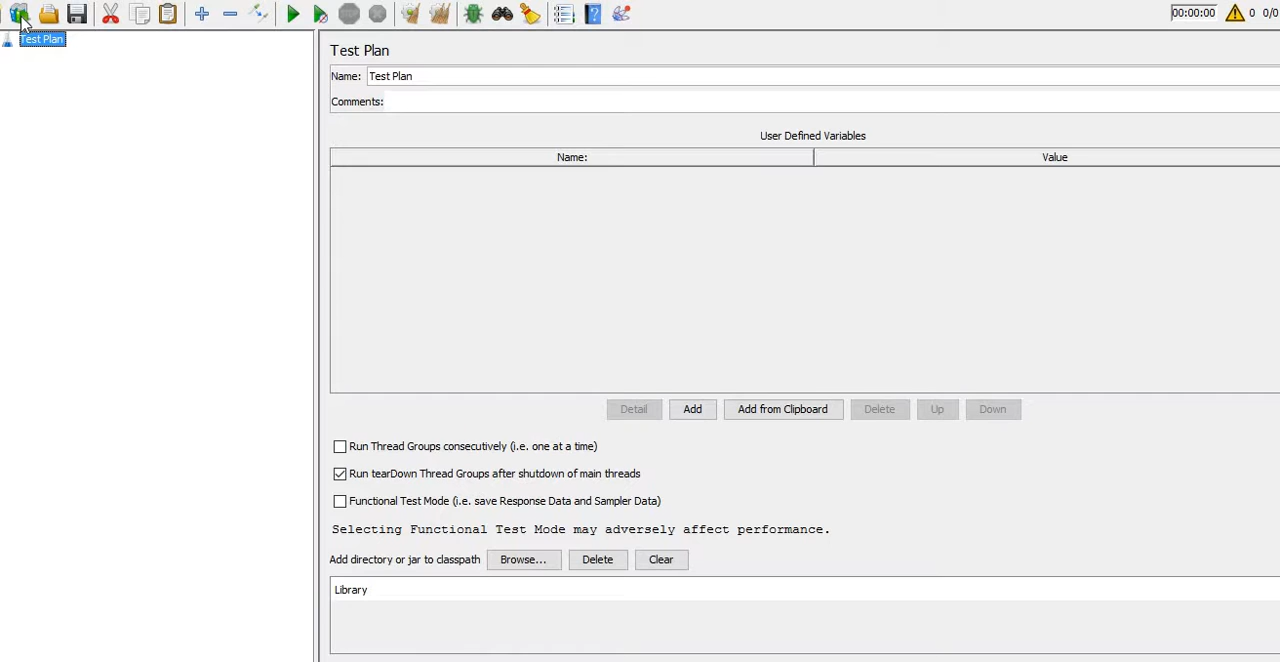 00:00:00 0 0/0
Test Plan
Test Plan
Name: Test Plan
Comments:
User Defined Variables
Name: Value
Detail Add Add from Clipboard Delete Up Down
Run Thread Groups consecutively (i.e. one at a time)
Run tearDown Thread Groups after shutdown of main threads
Functional Test Mode (i.e. save Response Data and Sampler Data)
Selecting Functional Test Mode may adversely affect performance.
Add directory or jar to classpath Browse... Delete Clear
Library